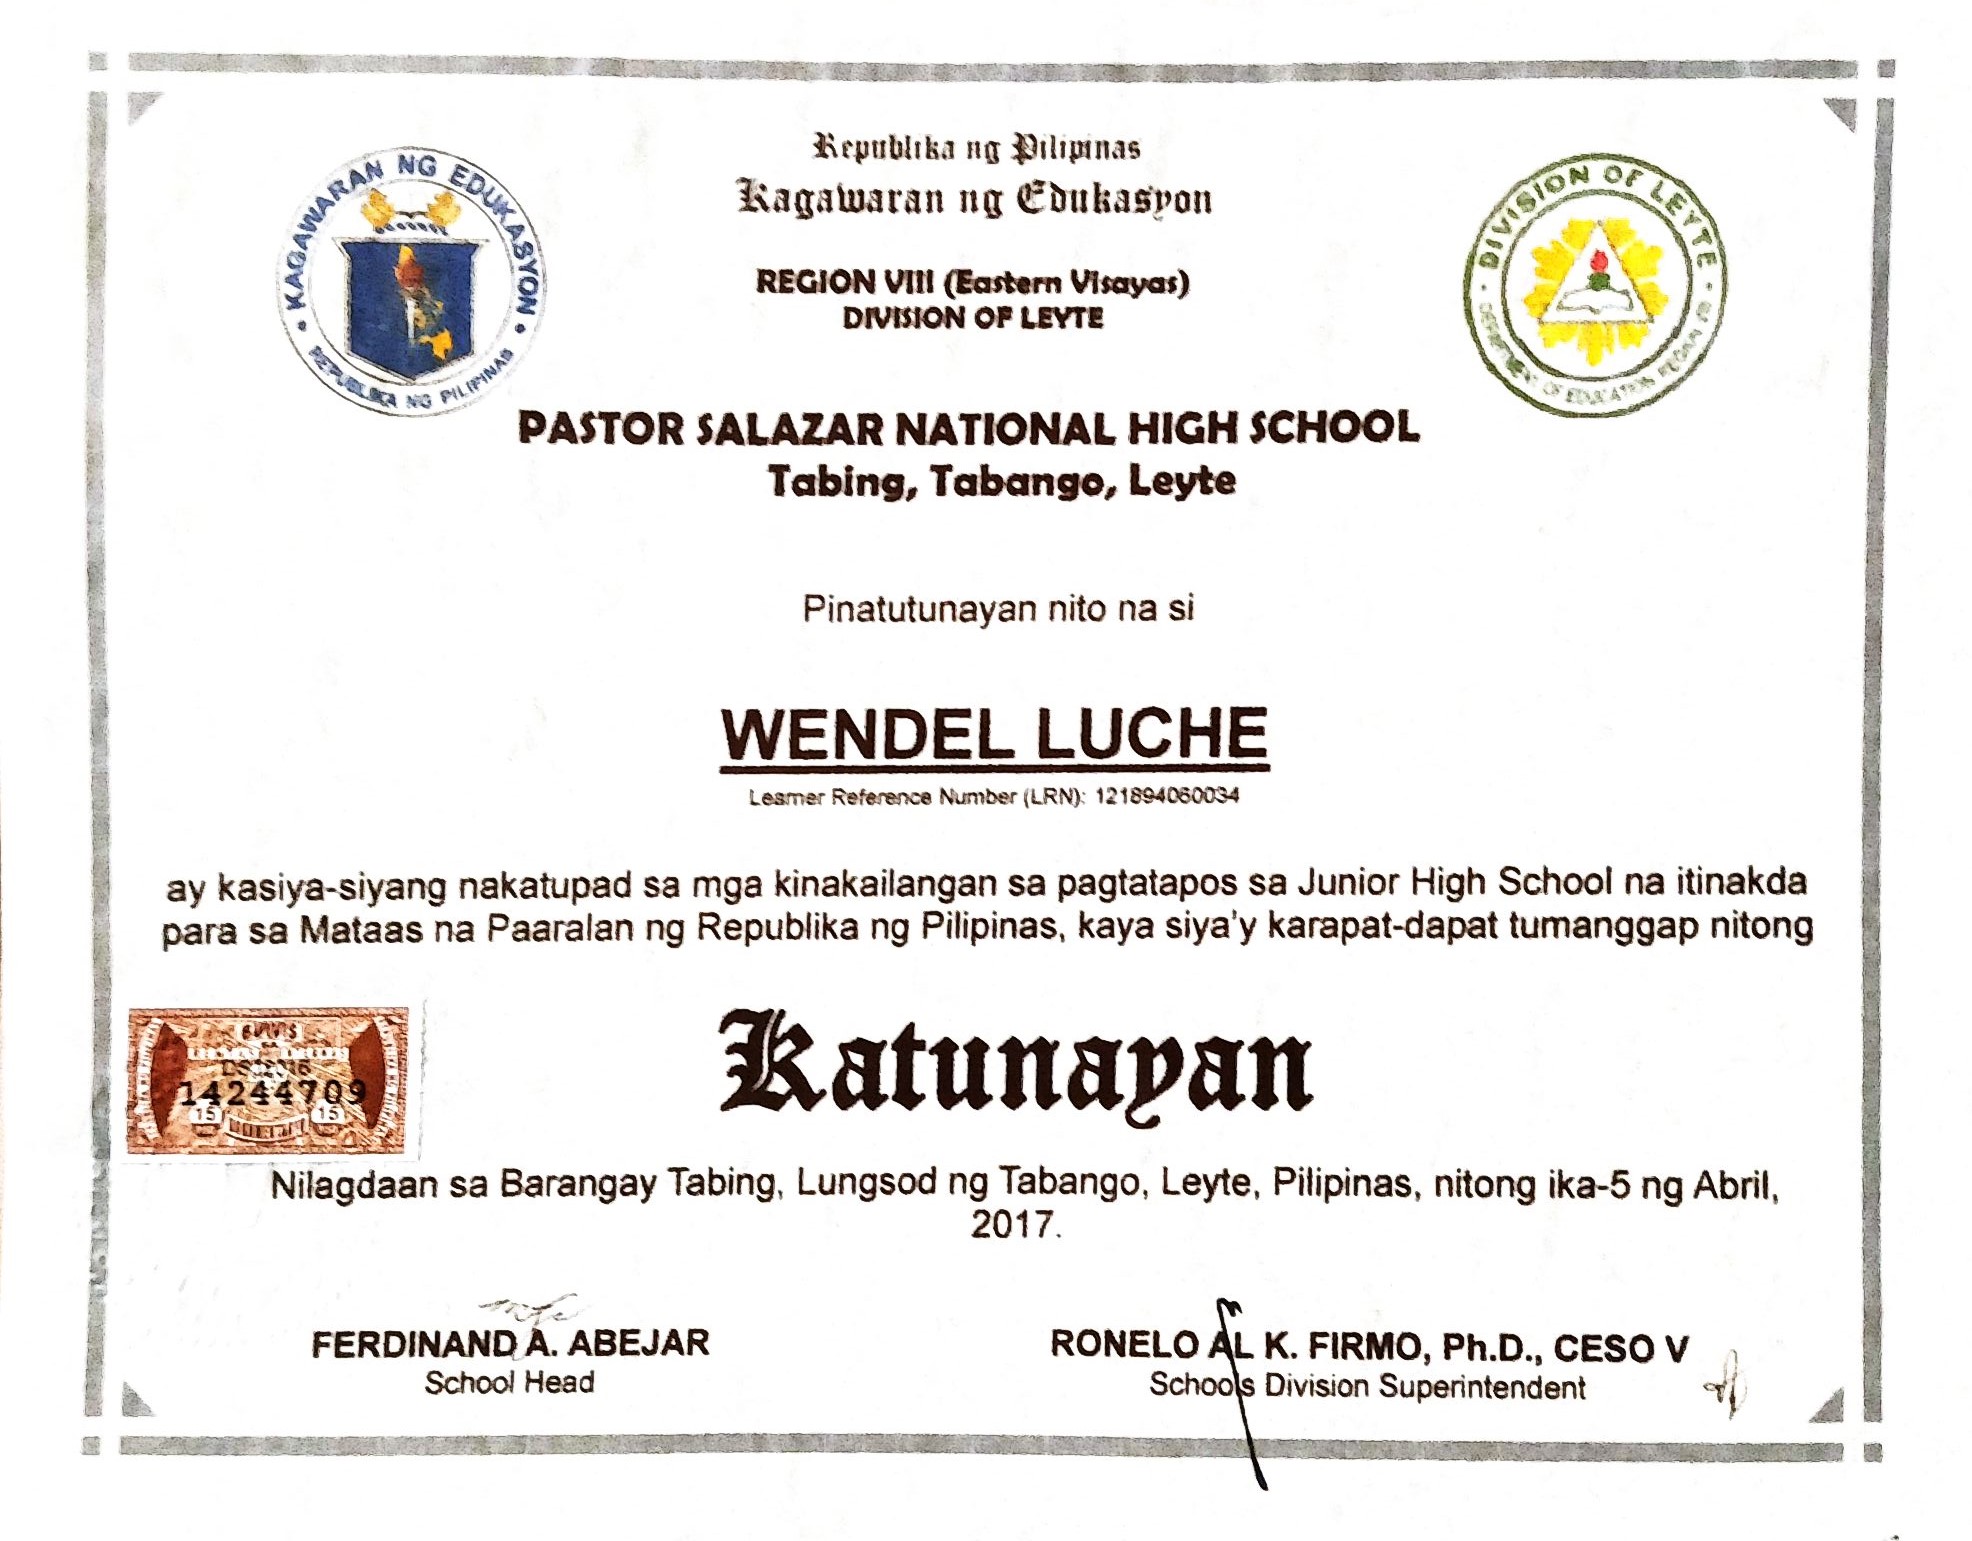 Republika ng Pilipinas
Kagawaran ng Edukasyon
REGION VIII (Eastern Visayas)
DIVISION OF LEYTE
KAGAWARAN NG EDUKASYON
REPUBLIKA NG PILIPINAS
DIVISION OF LEYTE
DEPARTMENT OF EDUCATION, REGION
PASTOR SALAZAR NATIONAL HIGH SCHOOL
Tabing, Tabango, Leyte
Pinatutunayan nito na si
WENDEL LUCHE
Learner Reference Number (LRN): 121894060034
ay kasiya-siyang nakatupad sa mga kinakailangan sa pagtatapos sa Junior High School na itinakda
para sa Mataas na Paaralan ng Republika ng Pilipinas, kaya siya'y karapat-dapat tumanggap nitong
Katunayan
14244709
15 15
Nilagdaan sa Barangay Tabing, Lungsod ng Tabango, Leyte, Pilipinas, nitong ika-5 ng Abril,
2017.
FERDINAND A. ABEJAR
School Head
RONELO AL K. FIRMO, Ph.D., CESO V
Schools Division Superintendent